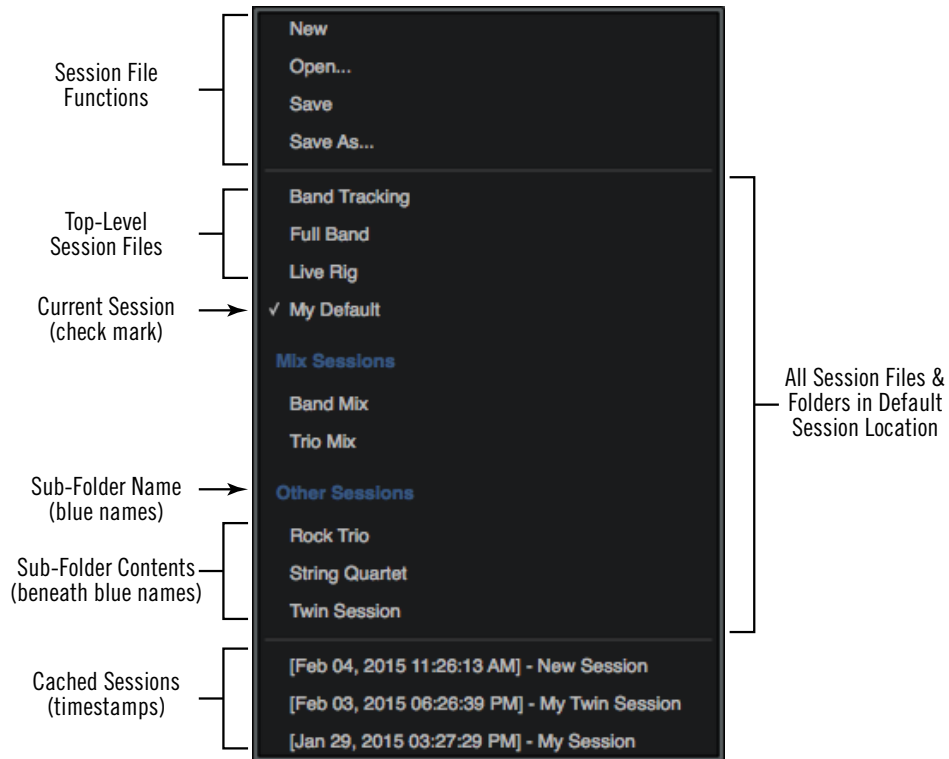 Session File
Functions
New
Open...
Save
Save As...
Top-Level
Session Files
Band Tracking
Full Band
Live Rig
Current Session
(check mark)
✓ My Default
Mix Sessions
Band Mix
Trio Mix
All Session Files &
Folders in Default
Session Location
Sub-Folder Name
(blue names)
Other Sessions
Sub-Folder Contents
(beneath blue names)
Rock Trio
String Quartet
Twin Session
Cached Sessions
(timestamps)
[Feb 04, 2015 11:26:13 AM] - New Session
[Feb 03, 2015 06:26:39 PM] - My Twin Session
[Jan 29, 2015 03:27:29 PM] - My Session